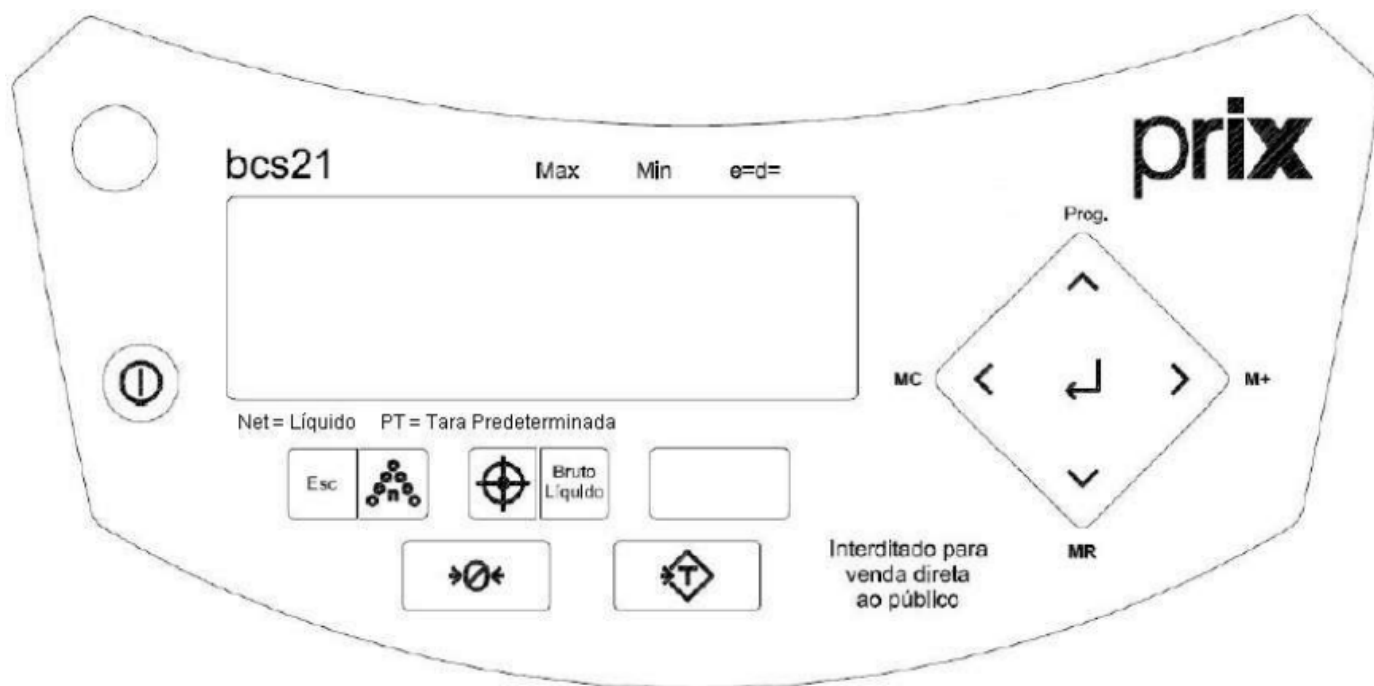 prix
bcs21
Max Min e=d=
Prog.
MC
M+
Net = Líquido PT = Tara Predeterminada
Esc
n
Bruto
Líquido
MR
T
Interditado para
venda direta
ao público